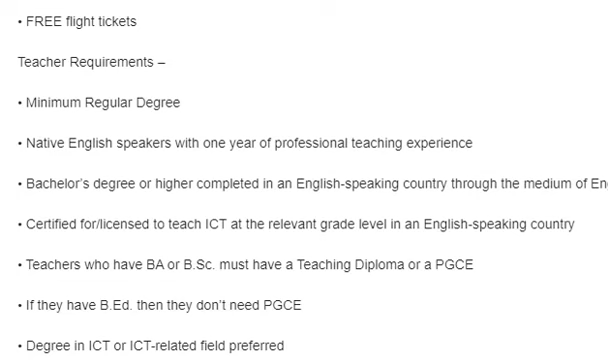 • FREE flight tickets
Teacher Requirements –
• Minimum Regular Degree
• Native English speakers with one year of professional teaching experience
• Bachelor’s degree or higher completed in an English-speaking country through the medium of
• Certified for/licensed to teach ICT at the relevant grade level in an English-speaking country
• Teachers who have BA or B.Sc. must have a Teaching Diploma or a PGCE
• If they have B.Ed. then they don’t need PGCE
• Degree in ICT or ICT-related field preferred